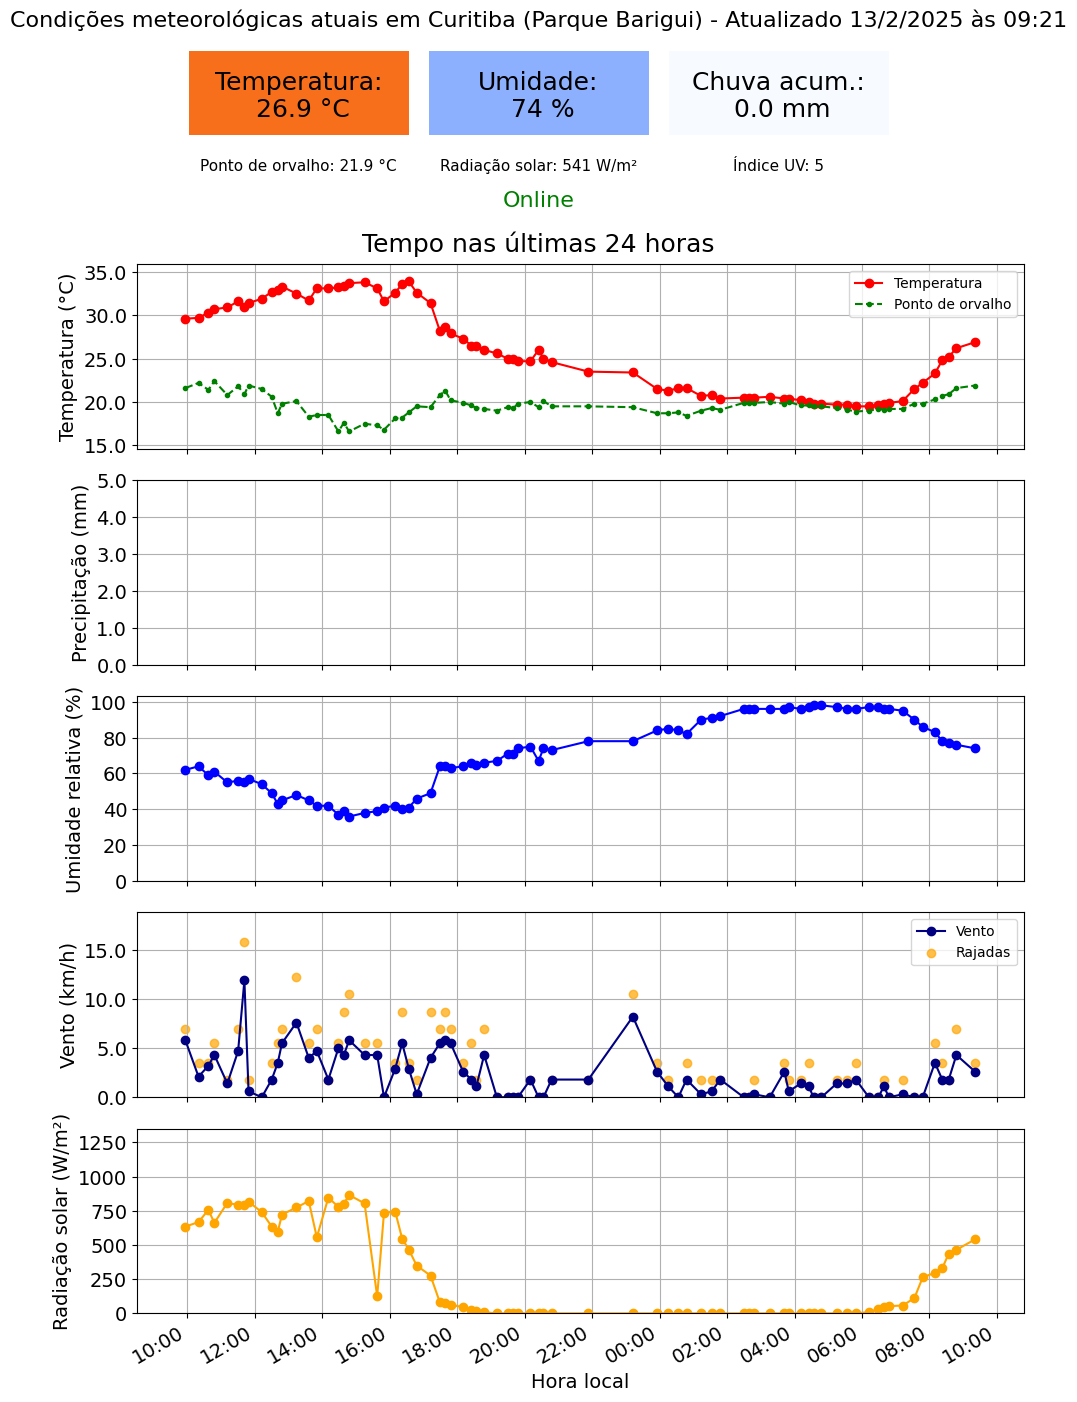 Condições meteorológicas atuais em Curitiba (Parque Barigui) - Atualizado 13/2/2025 às 09:21
Temperatura:
26.9 °C
Umidade:
74 %
Chuva acum.:
0.0 mm
Ponto de orvalho: 21.9 °C
Radiação solar: 541 W/m²
Índice UV: 5
Online
Tempo nas últimas 24 horas
Temperatura (°C)
35.0
30.0
25.0
20.0
15.0
Temperatura
Ponto de orvalho
Precipitação (mm)
5.0
4.0
3.0
2.0
1.0
0.0
Umidade relativa (%)
100
80
60
40
20
0
Vento (km/h)
15.0
10.0
5.0
0.0
Vento
Rajadas
Radiação solar (W/m²)
1250
1000
750
500
250
0
10:00
12:00
14:00
16:00
18:00
20:00
22:00
00:00
02:00
04:00
06:00
08:00
10:00
Hora local